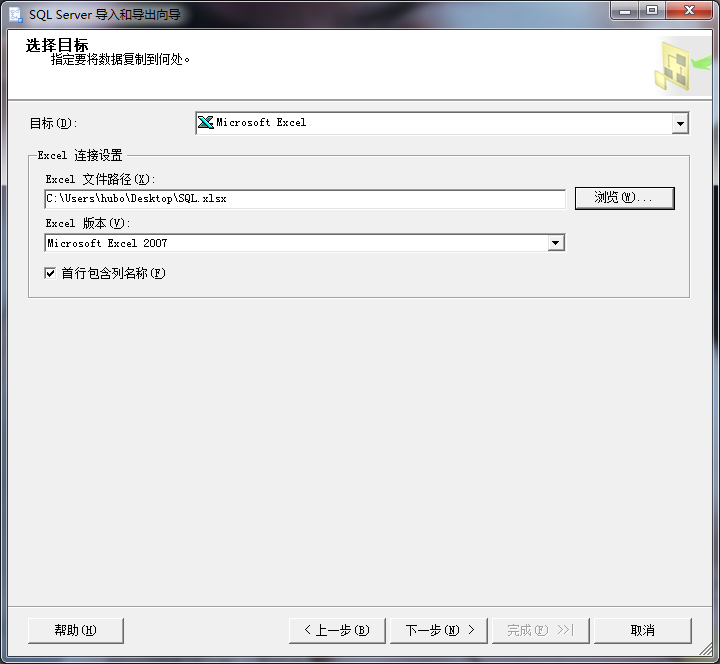 SQL Server 导入和导出向导
选择目标
指定要将数据复制到何处。
目标(D):
Microsoft Excel
Excel 连接设置
Excel 文件路径(X):
C:\Users\hubo\Desktop\SQL.xlsx
浏览(W)...
Excel 版本(V):
Microsoft Excel 2007
首行包含列名称(F)
帮助(H)
< 上一步(B)
下一步(N) >
完成(F) >>|
取消